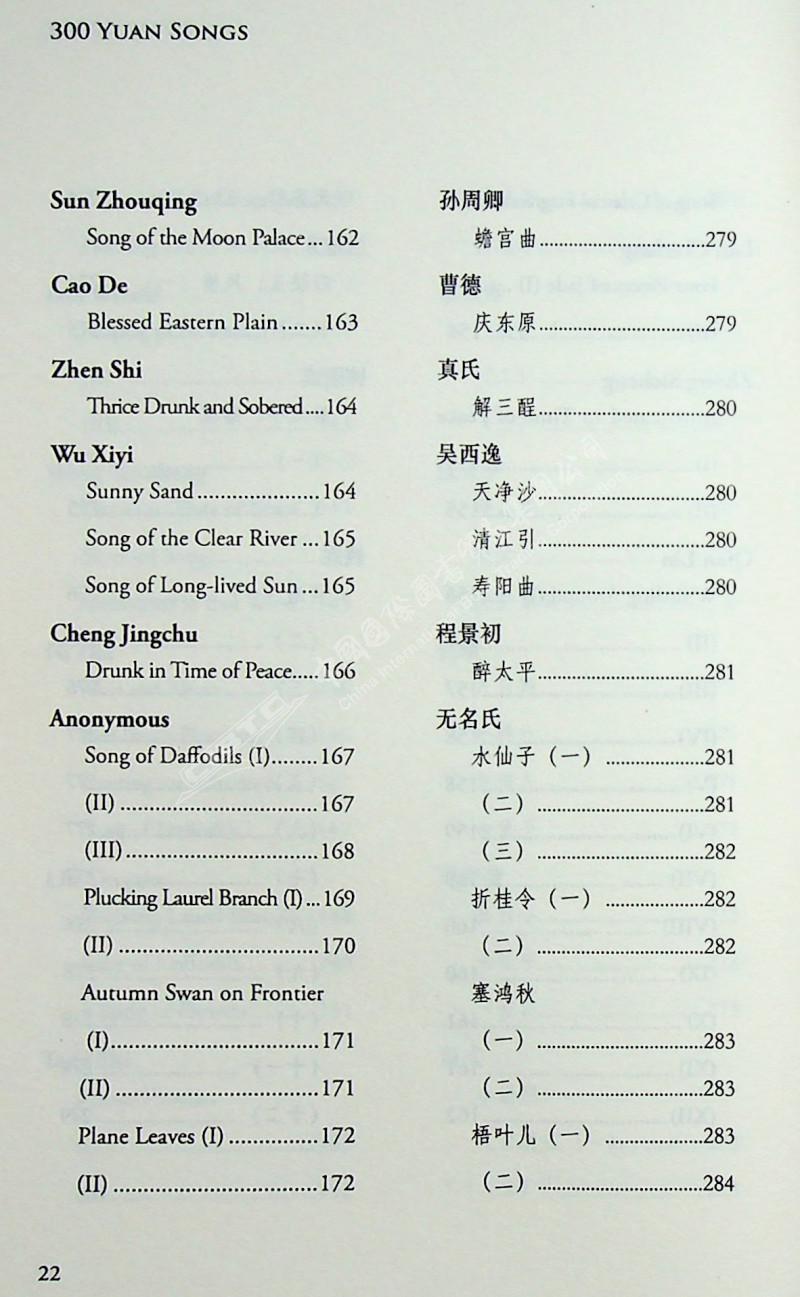 300 YUAN SONGS
Sun Zhouqing
Song of the Moon Palace...162
Cao De
Blessed Eastern Plain.......163
Zhen Shi
Thrice Drunk and Sobered....164
Wu Xiyi
Sunny Sand.....................164
Song of the Clear River ...165
Song of Long-lived Sun...165
Cheng Jingchu
Drunk in Time of Peace.....166
Anonymous
Song of Daffodils (I)........167
(II) ..................................167
(III).................................168
Plucking Laurel Branch (I)...169
(II) ..................................170
Autumn Swan on Frontier
(I)....................................171
(II) ..................................171
Plane Leaves (I)...............172
(II) ..................................172
孙周卿
蟾宫曲.................................279
曹德
庆东原.................................279
真氏
解三酲.................................280
吴西逸
天净沙.................................280
清江引.................................280
寿阳曲.................................280
程景初
醉太平.................................281
无名氏
水仙子（一） ....................281
（二） .................................281
（三） .................................282
折桂令（一） ....................282
（二） .................................282
塞鸿秋
（一） .................................283
（二） .................................283
梧叶儿（一） ....................283
（二） .................................284
22